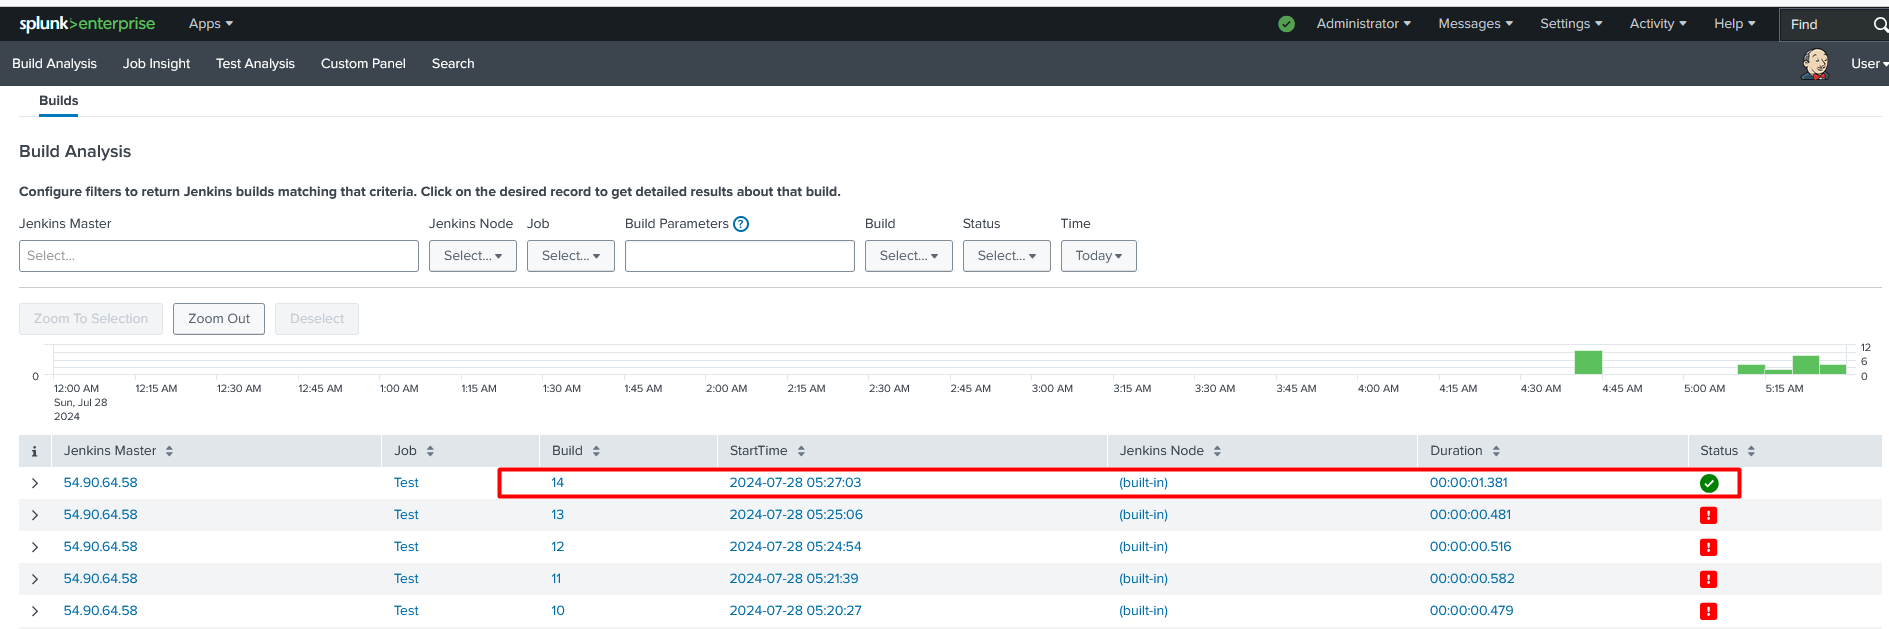 splunk>enterprise Apps Administrator Messages Settings Activity Help Find
Build Analysis Job Insight Test Analysis Custom Panel Search User
Builds
Build Analysis
Configure filters to return Jenkins builds matching that criteria. Click on the desired record to get detailed results about that build.
Jenkins Master Jenkins Node Job Build Parameters ? Build Status Time
Select... Select... Select... Select... Select... Today
Zoom To Selection Zoom Out Deselect
12
6
0 0
12:00 AM 12:15 AM 12:30 AM 12:45 AM 1:00 AM 1:15 AM 1:30 AM 1:45 AM 2:00 AM 2:15 AM 2:30 AM 2:45 AM 3:00 AM 3:15 AM 3:30 AM 3:45 AM 4:00 AM 4:15 AM 4:30 AM 4:45 AM 5:00 AM 5:15 AM
Sun, Jul 28
2024
i Jenkins Master Job Build StartTime Jenkins Node Duration Status
54.90.64.58 Test 14 2024-07-28 05:27:03 (built-in) 00:00:01.381
54.90.64.58 Test 13 2024-07-28 05:25:06 (built-in) 00:00:00.481 !
54.90.64.58 Test 12 2024-07-28 05:24:54 (built-in) 00:00:00.516 !
54.90.64.58 Test 11 2024-07-28 05:21:39 (built-in) 00:00:00.582 !
54.90.64.58 Test 10 2024-07-28 05:20:27 (built-in) 00:00:00.479 !